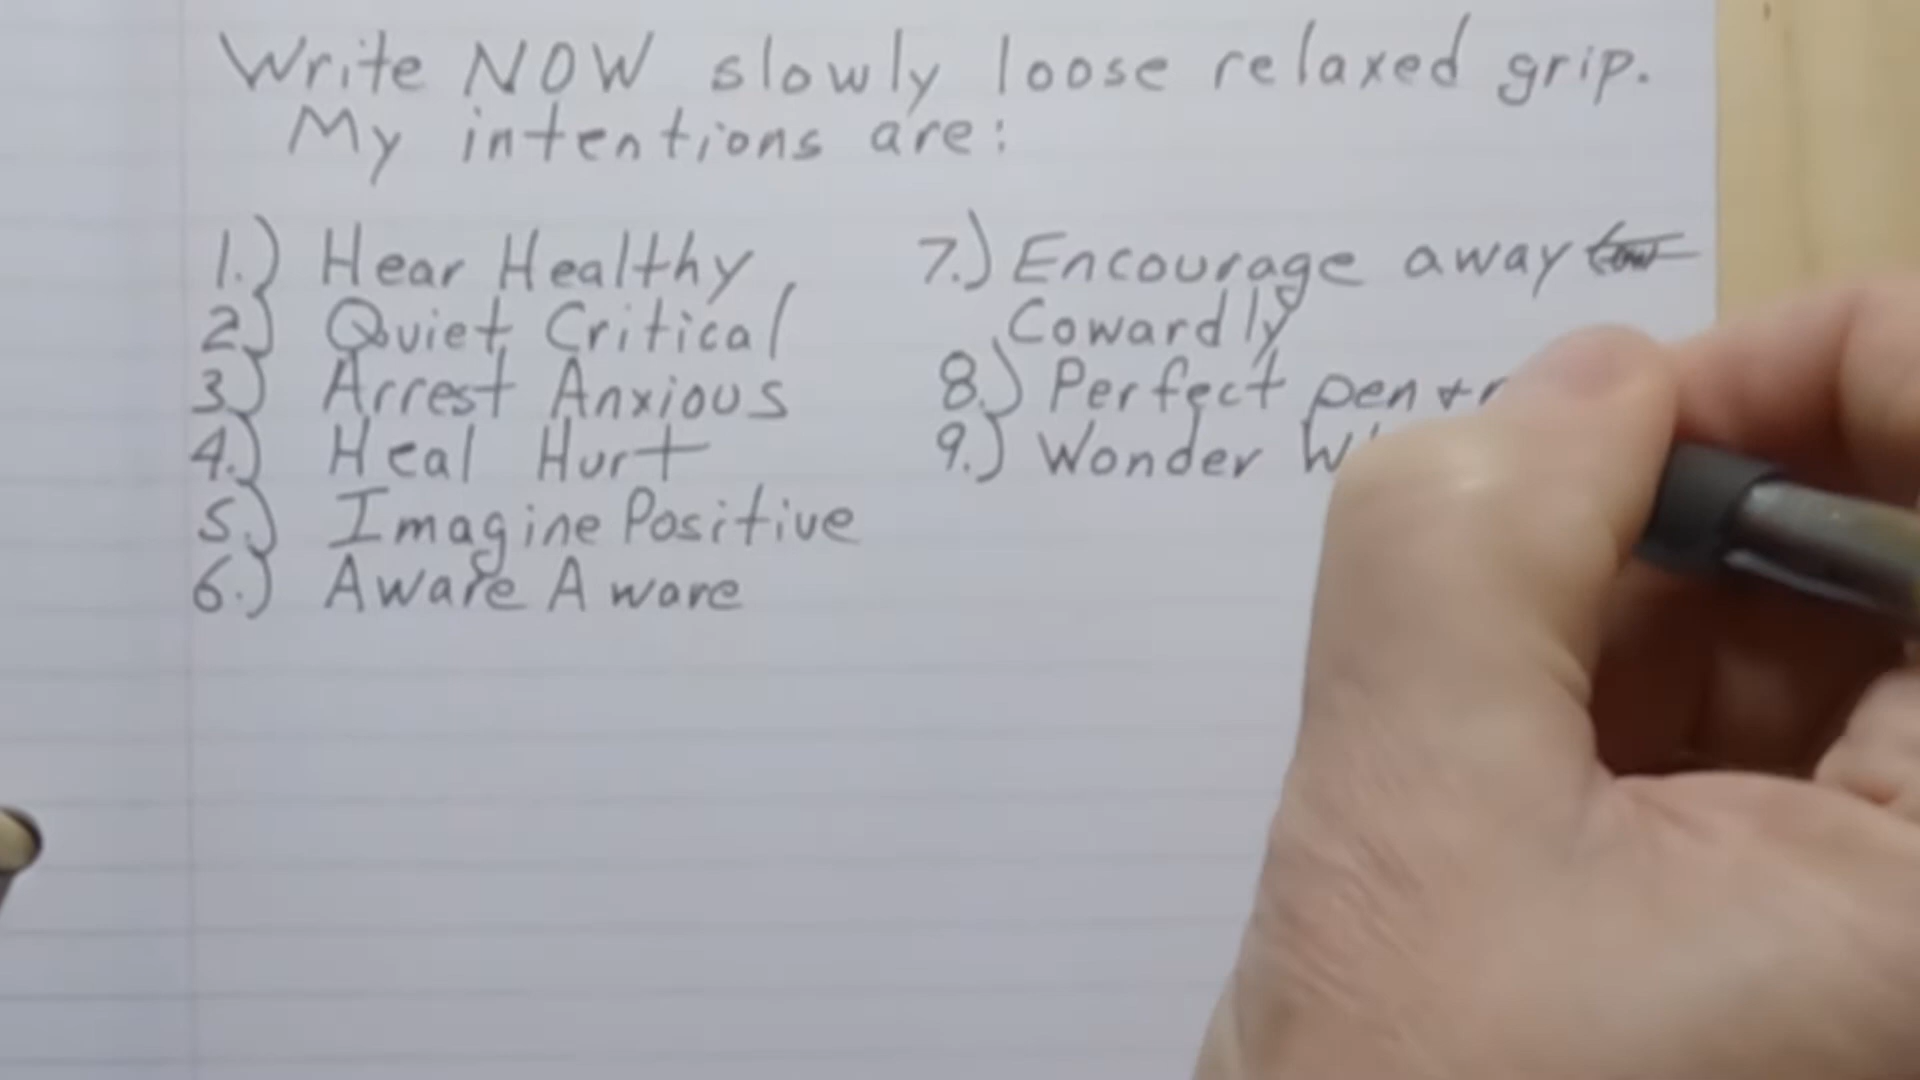 Write NOW slowly loose relaxed grip.
My intentions are:
1.) Hear Healthy
2.) Quiet Critical
3.) Arrest Anxious
4.) Heal Hurt
5.) Imagine Positive
6.) Aware Aware
7.) Encourage away
Cowardly
8.) Perfect pen
9.) Wonder